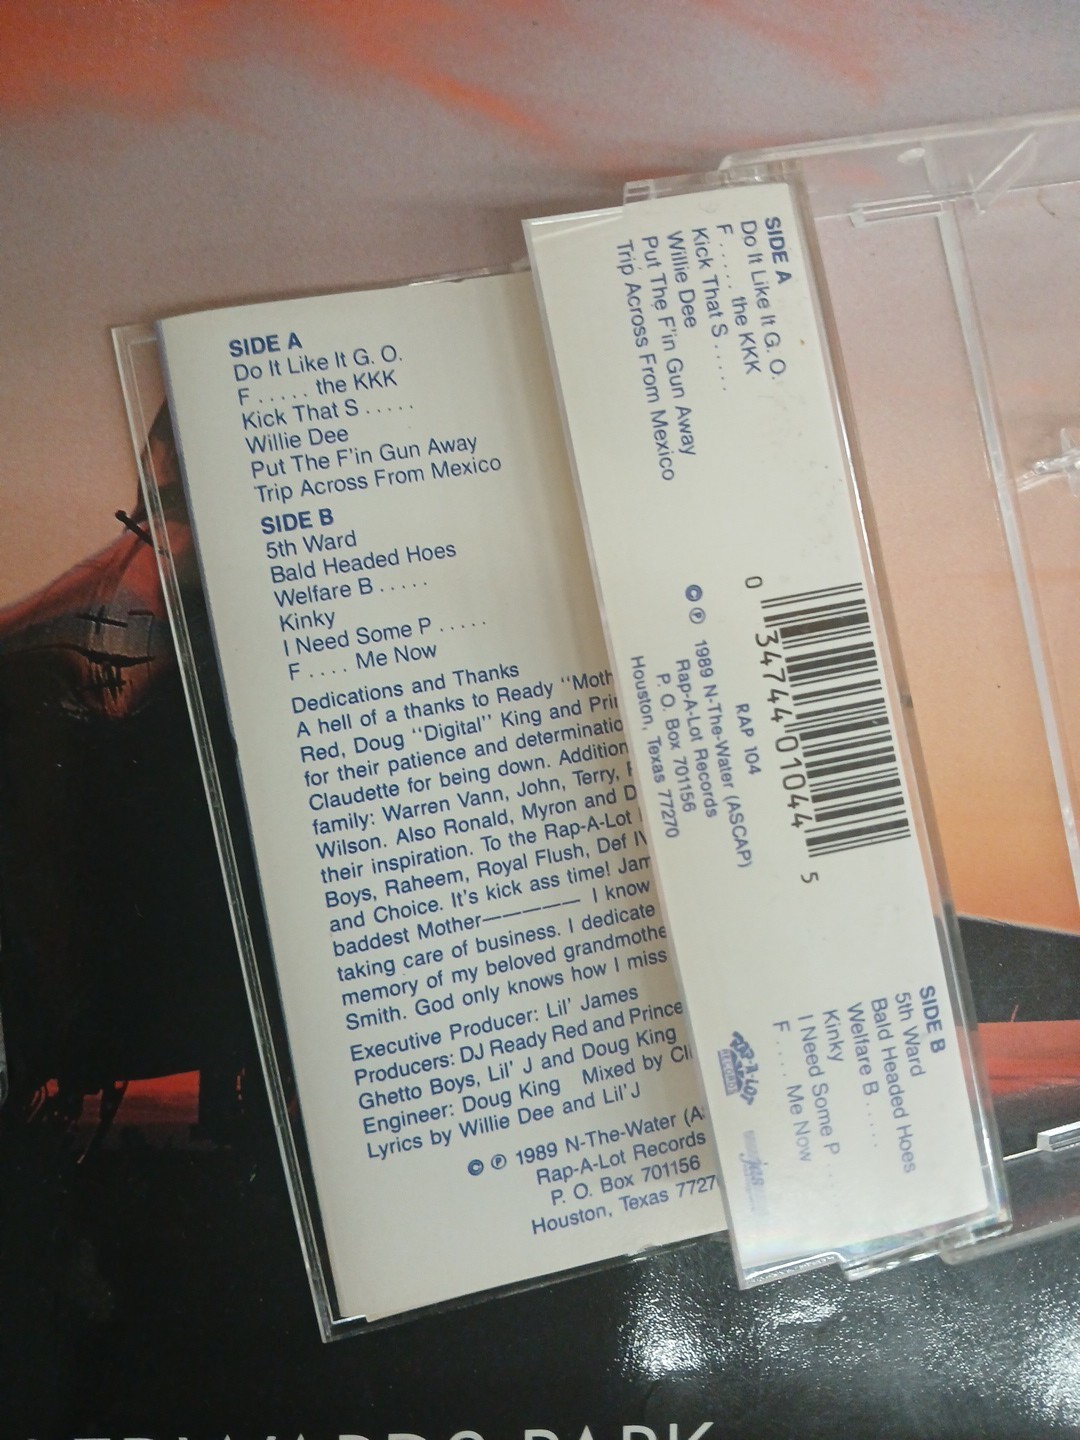 SIDE A
Do It Like It G. O.
F ..... the KKK
Kick That S .....
Willie Dee
Put The F'in Gun Away
Trip Across From Mexico
SIDE B
5th Ward
Bald Headed Hoes
Welfare B .....
Kinky
I Need Some P .....
F .... Me Now
Dedications and Thanks
A hell of a thanks to Ready “Moth
Red, Doug “Digital” King and Prin
for their patience and determinatio
Claudette for being down. Addition
family: Warren Vann, John, Terry,
Wilson. Also Ronald, Myron and D
their inspiration. To the Rap-A-Lot
Boys, Raheem, Royal Flush, Def IV
and Choice. It's kick ass time! Jam
baddest Mother————— I know
taking care of business. I dedicate
memory of my beloved grandmothe
Smith. God only knows how I miss
Executive Producer: Lil' James
Producers: DJ Ready Red and Prince
Ghetto Boys, Lil' J and Doug King
Engineer: Doug King Mixed by Cli
Lyrics by Willie Dee and Lil' J
© ℗ 1989 N-The-Water (A
Rap-A-Lot Records
P. O. Box 701156
Houston, Texas 7727
SIDE A
Do It Like It G. O.
F ..... the KKK
Kick That S .....
Willie Dee
Put The F'in Gun Away
Trip Across From Mexico
0 34744 01044 5
RAP 104
© ℗ 1989 N-The-Water (ASCAP)
Rap-A-Lot Records
P. O. Box 701156
Houston, Texas 77270
SIDE B
5th Ward
Bald Headed Hoes
Welfare B .....
Kinky
I Need Some P ...
F .... Me Now
RAP-A-LOT
RECORDS
EDWARDS PARK